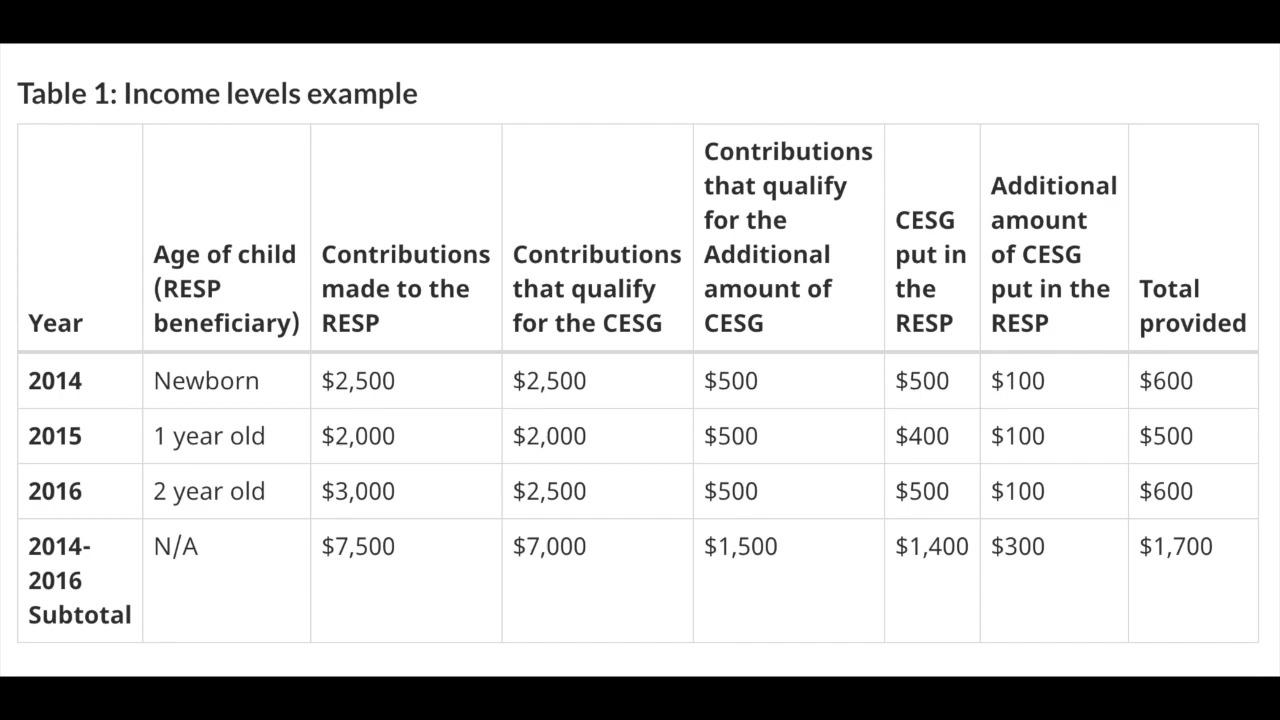 Table 1: Income levels example
Year
Age of child
(RESP
beneficiary)
Contributions
made to the
RESP
Contributions
that qualify
for the CESG
Contributions
that qualify
for the
Additional
amount of
CESG
CESG
put in
the
RESP
Additional
amount
of CESG
put in the
RESP
Total
provided
2014 Newborn $2,500 $2,500 $500 $500 $100 $600
2015 1 year old $2,000 $2,000 $500 $400 $100 $500
2016 2 year old $3,000 $2,500 $500 $500 $100 $600
2014-
2016
Subtotal
N/A $7,500 $7,000 $1,500 $1,400 $300 $1,700